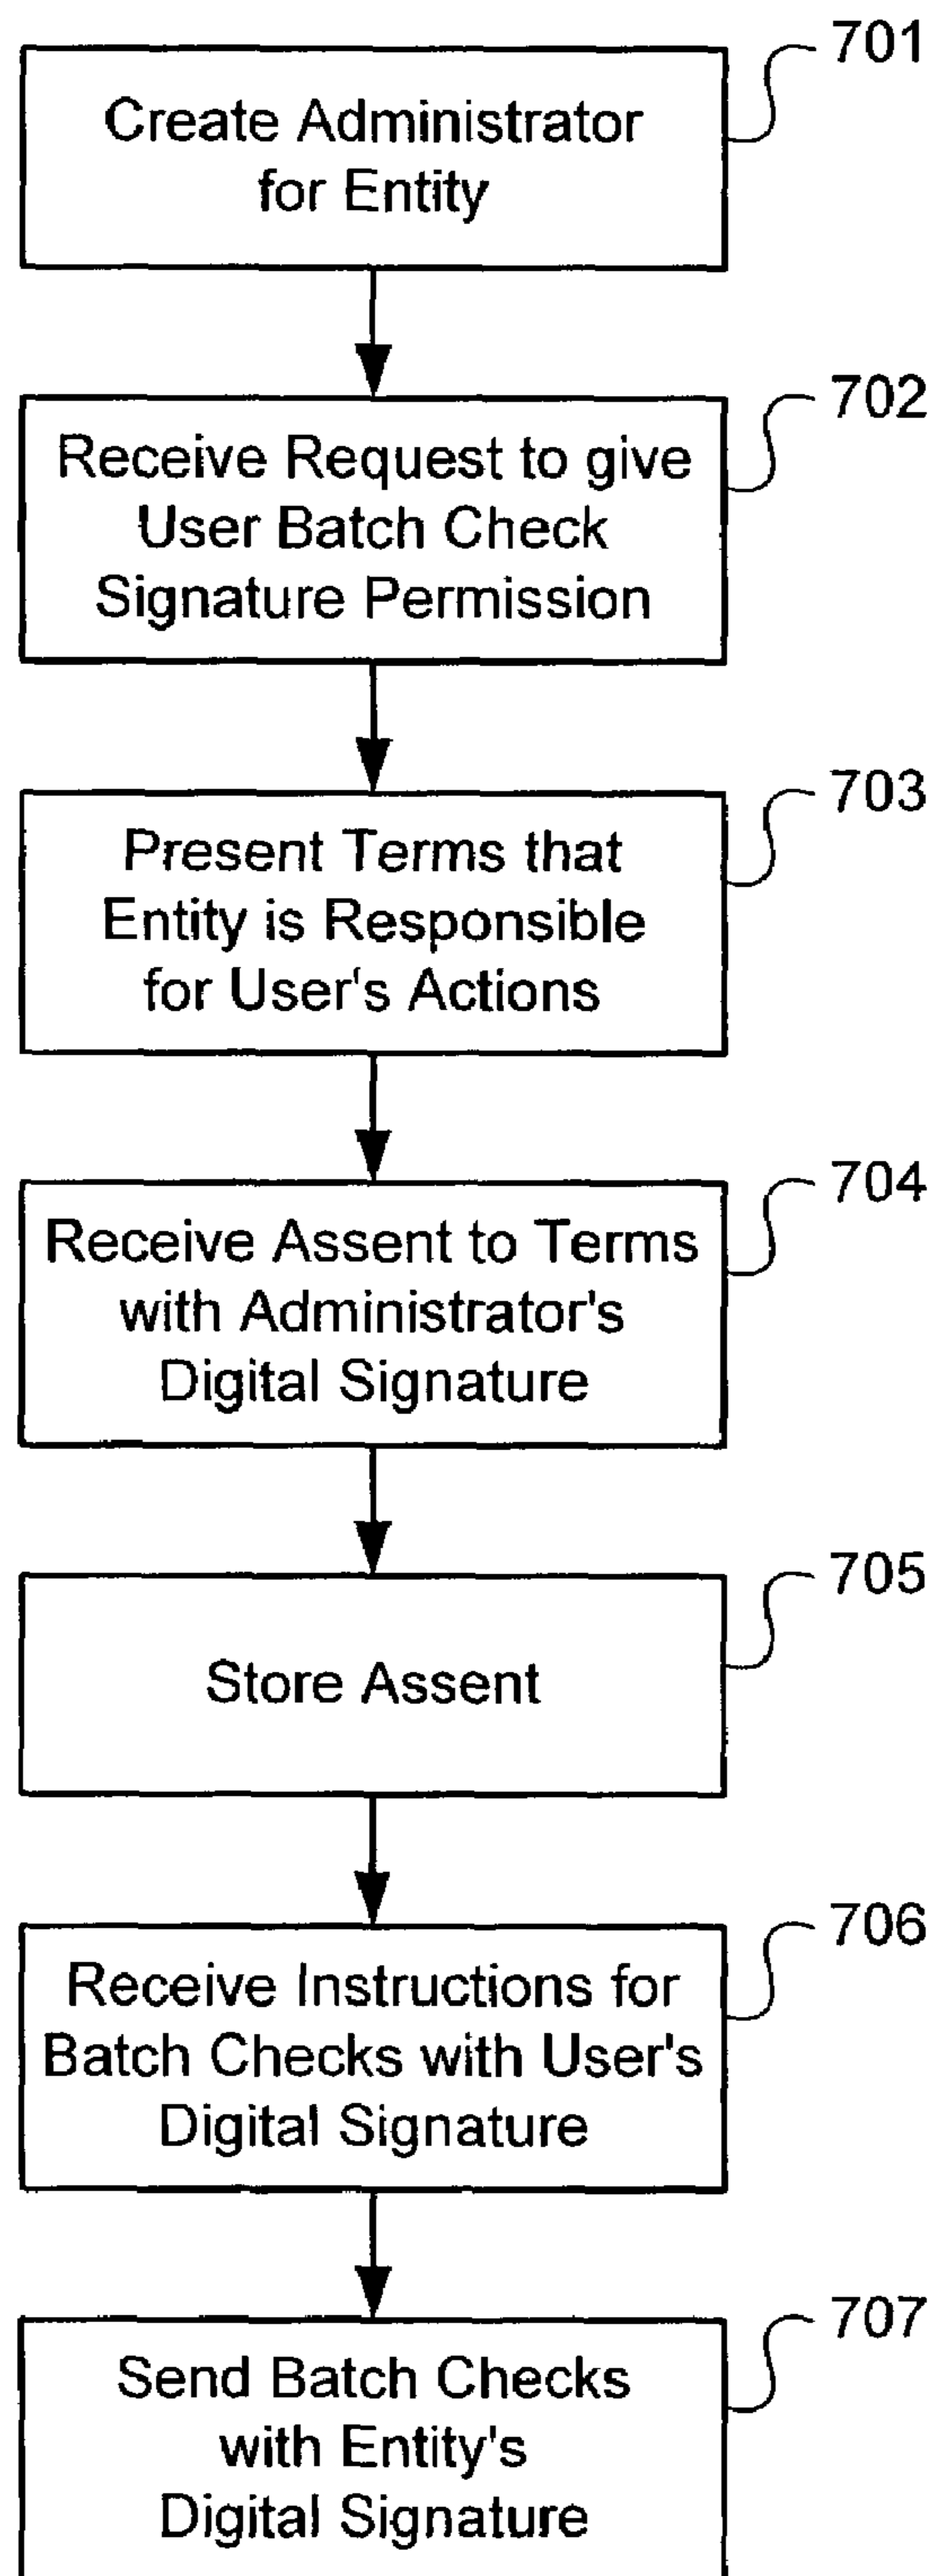 701
Create Administrator
for Entity
702
Receive Request to give
User Batch Check
Signature Permission
703
Present Terms that
Entity is Responsible
for User's Actions
704
Receive Assent to Terms
with Administrator's
Digital Signature
705
Store Assent
706
Receive Instructions for
Batch Checks with User's
Digital Signature
707
Send Batch Checks
with Entity's
Digital Signature